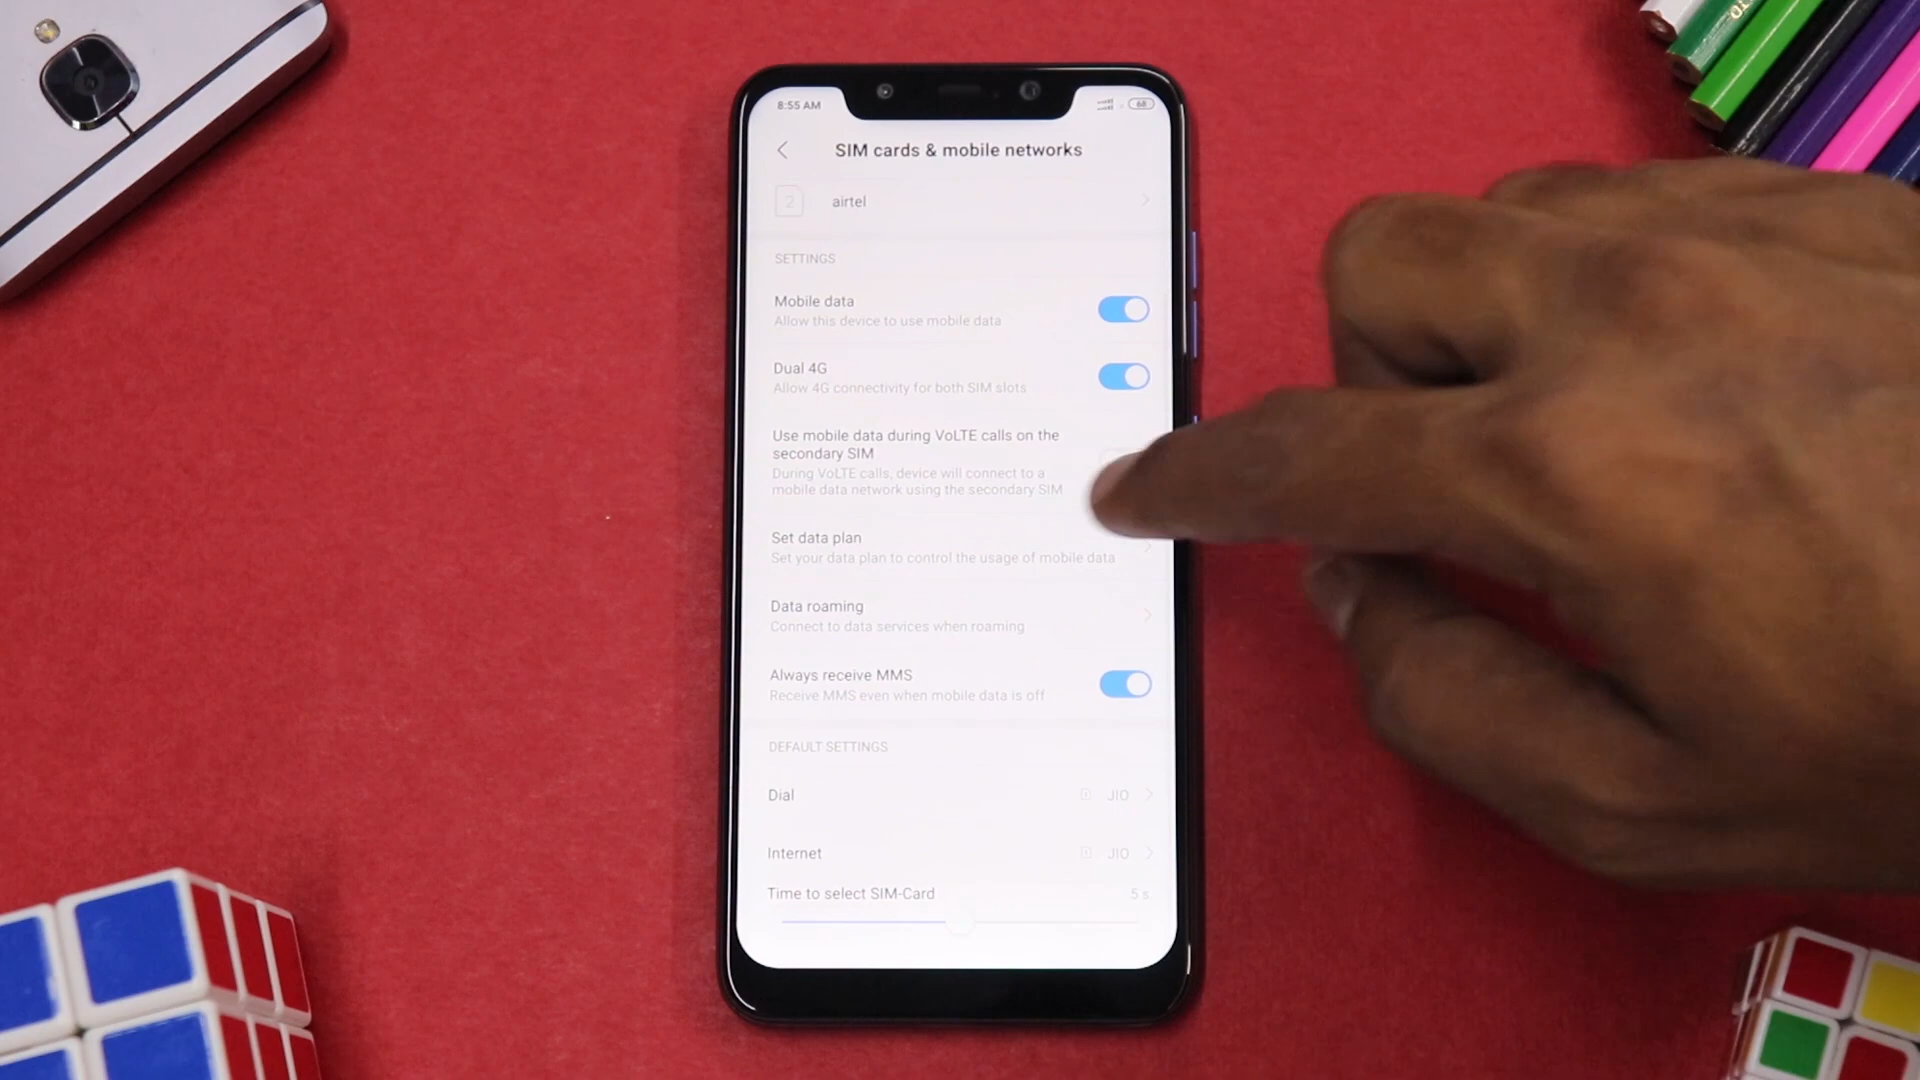 8:55 AM
68
SIM cards & mobile networks
2
airtel
SETTINGS
Mobile data
Allow this device to use mobile data
Dual 4G
Allow 4G connectivity for both SIM slots
Use mobile data during VoLTE calls on the
secondary SIM
During VoLTE calls, device will connect to a
mobile data network using the secondary SIM
Set data plan
Set your data plan to control the usage of mobile data
Data roaming
Connect to data services when roaming
Always receive MMS
Receive MMS even when mobile data is off
DEFAULT SETTINGS
Dial
JIO
Internet
JIO
Time to select SIM-Card
5 s